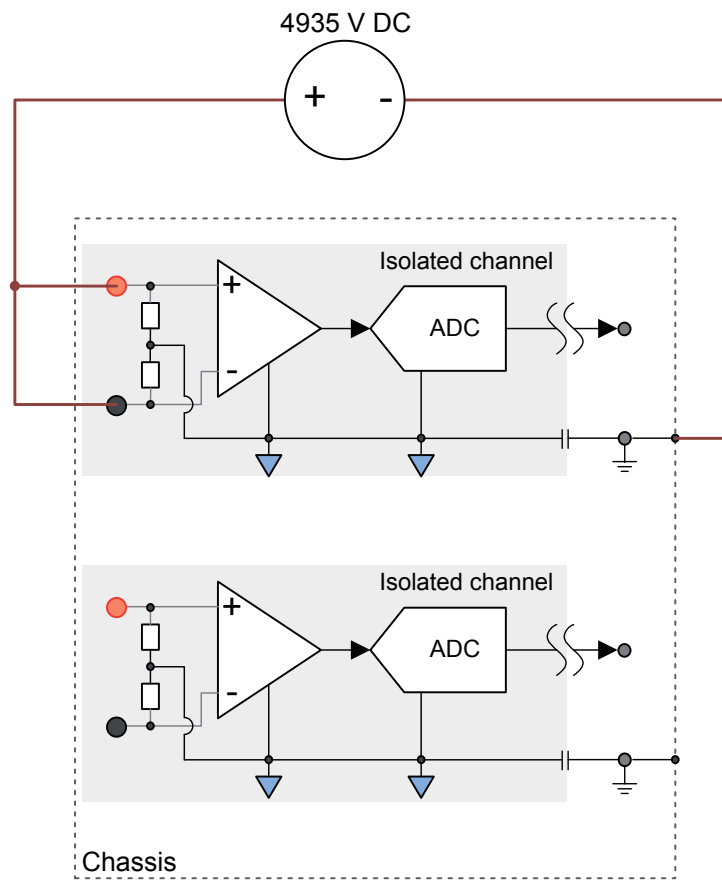 4935 V DC
+ -
Isolated channel
+
ADC
-
Isolated channel
+
ADC
-
Chassis